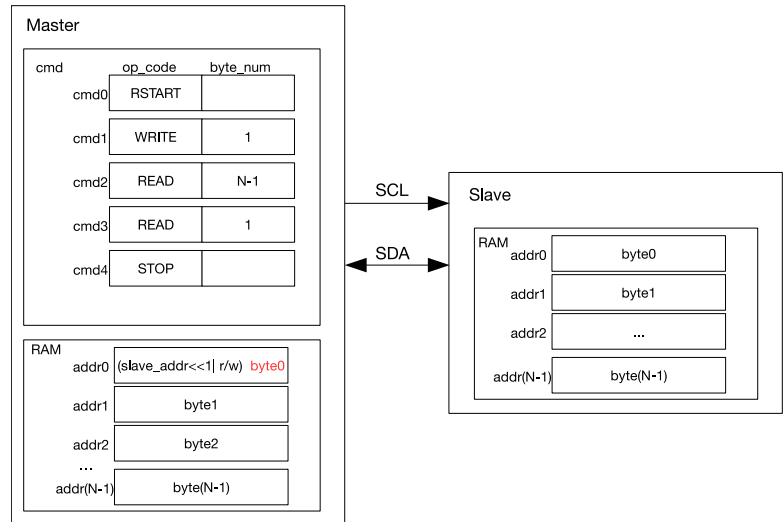 Master
cmd op_code byte_num
cmd0 RSTART
cmd1 WRITE 1
cmd2 READ N-1
cmd3 READ 1
cmd4 STOP
RAM
addr0 (slave_addr<<1| r/w) byte0
addr1 byte1
addr2 byte2
...
addr(N-1) byte(N-1)
SCL
SDA
Slave
RAM
addr0 byte0
addr1 byte1
addr2 ...
addr(N-1) byte(N-1)